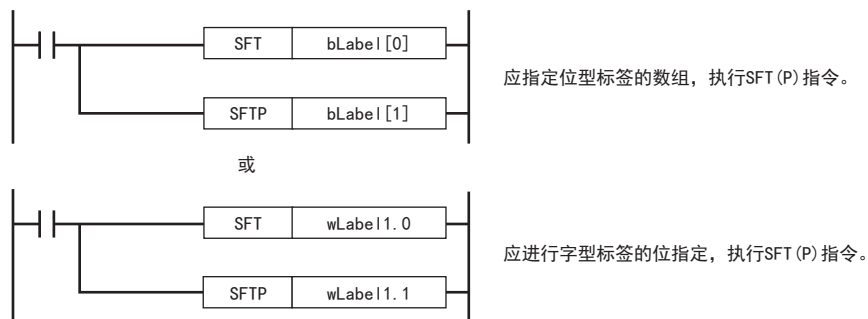 SFT bLabel[0]
应指定位型标签的数组，执行SFT(P)指令。
SFTP bLabel[1]
或
SFT wLabel1.0
应进行字型标签的位指定，执行SFT(P)指令。
SFTP wLabel1.1